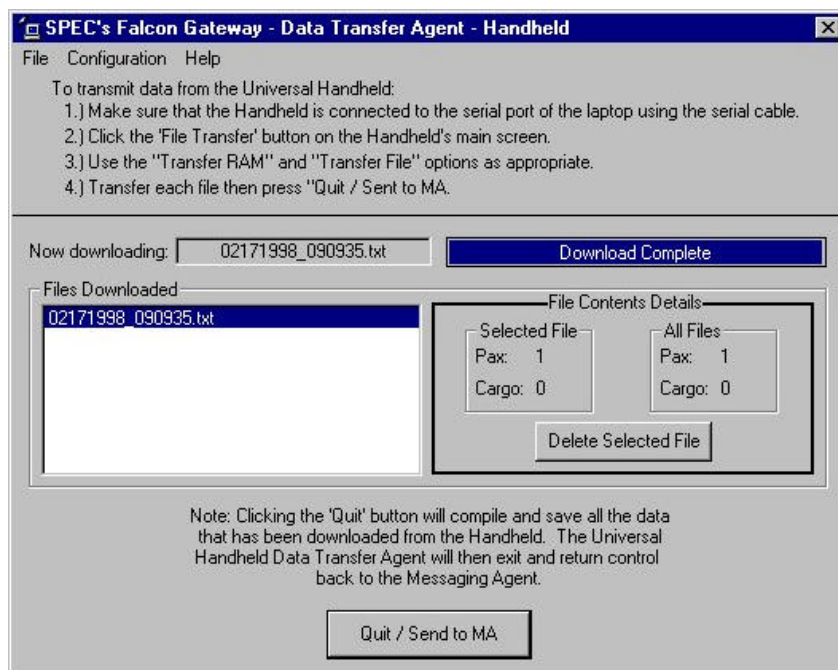 SPEC's Falcon Gateway - Data Transfer Agent - Handheld
File Configuration Help
To transmit data from the Universal Handheld:
1.) Make sure that the Handheld is connected to the serial port of the laptop using the serial cable.
2.) Click the 'File Transfer' button on the Handheld's main screen.
3.) Use the "Transfer RAM" and "Transfer File" options as appropriate.
4.) Transfer each file then press "Quit / Sent to MA.
Now downloading: 02171998_090935.txt Download Complete
Files Downloaded
02171998_090935.txt
File Contents Details
Selected File
Pax: 1
Cargo: 0
All Files
Pax: 1
Cargo: 0
Delete Selected File
Note: Clicking the 'Quit' button will compile and save all the data
that has been downloaded from the Handheld. The Universal
Handheld Data Transfer Agent will then exit and return control
back to the Messaging Agent.
Quit / Send to MA